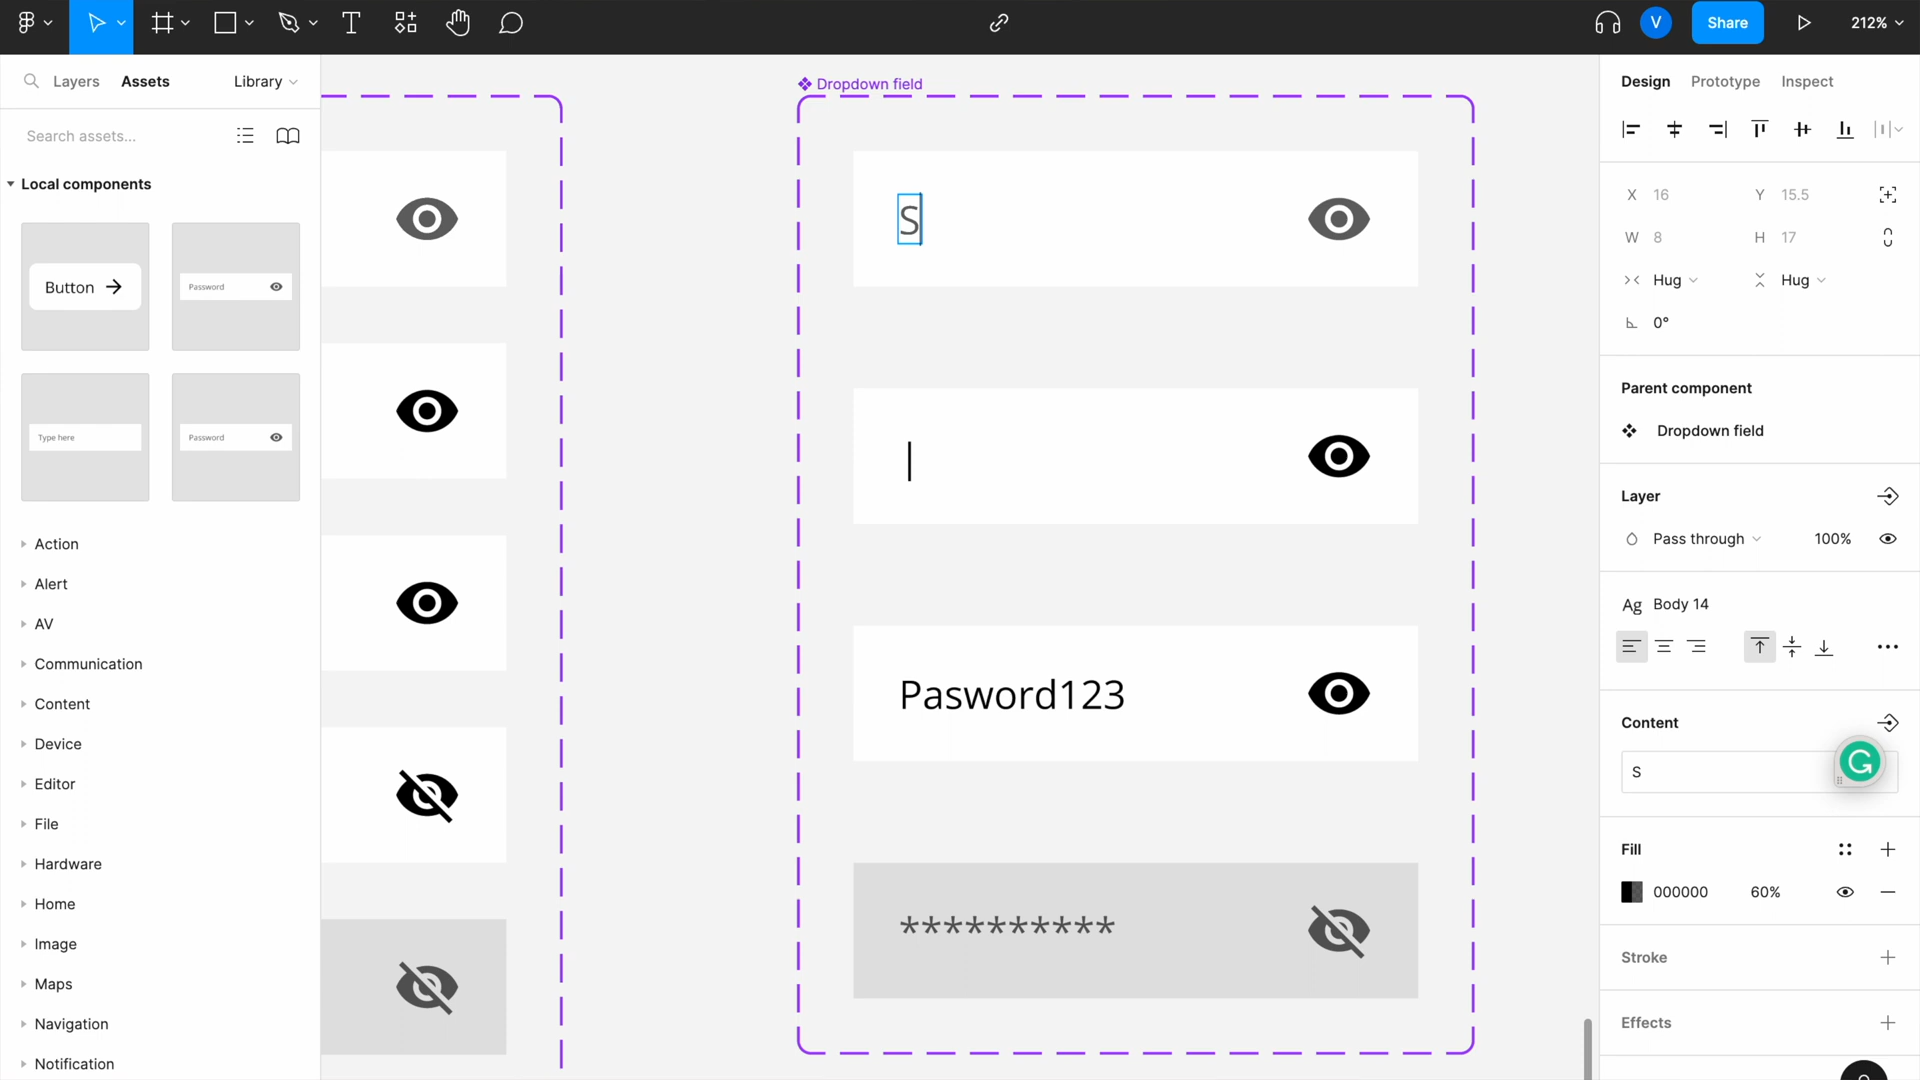 V
Share
212%
Layers
Assets
Library
Search assets...
Local components
Button
Password
Type here
Password
Action
Alert
AV
Communication
Content
Device
Editor
File
Hardware
Home
Image
Maps
Navigation
Notification
Dropdown field
S
Pasword123
**********
Design
Prototype
Inspect
X 16
Y 15.5
W 8
H 17
Hug
Hug
0°
Parent component
Dropdown field
Layer
Pass through
100%
Ag Body 14
Content
S
Fill
000000
60%
Stroke
Effects